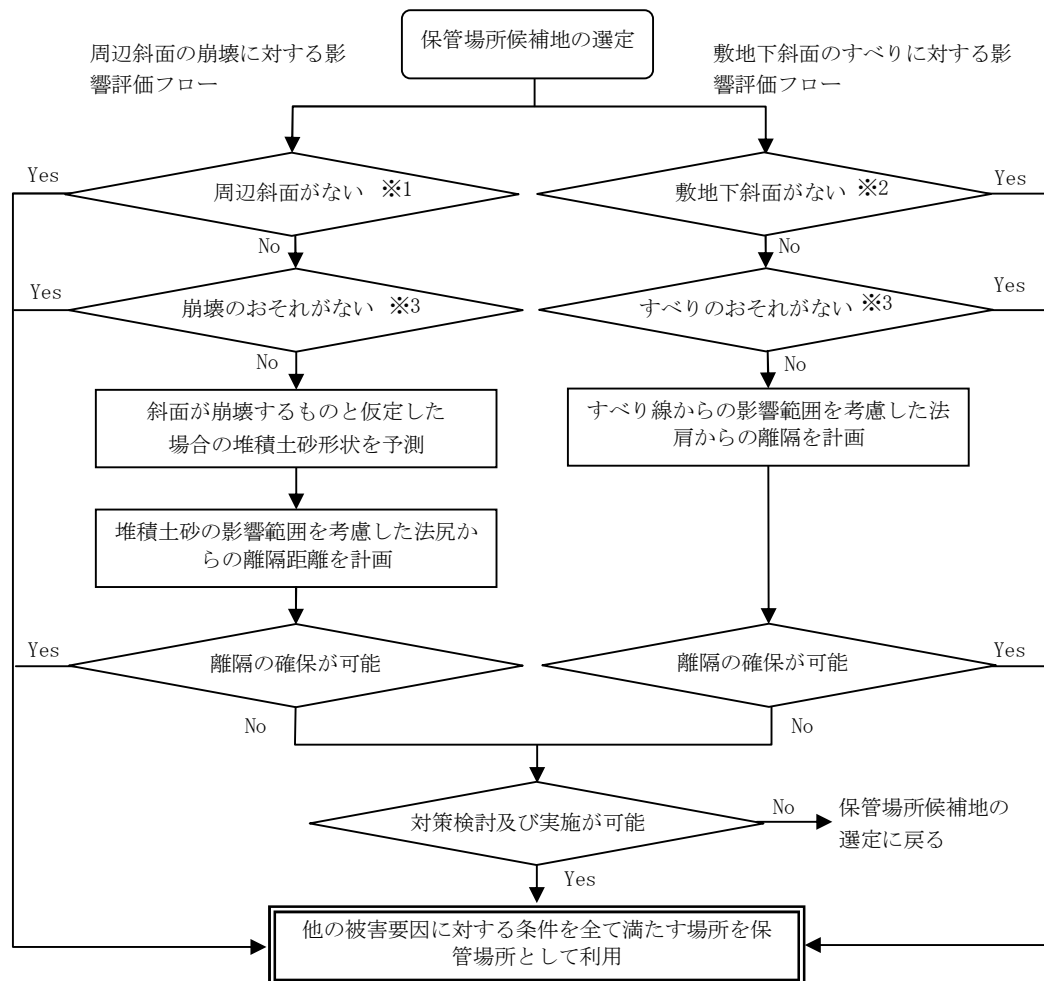 保管場所候補地の選定
周辺斜面の崩壊に対する影
響評価フロー
敷地下斜面のすべりに対する影
響評価フロー
Yes
周辺斜面がない ※1
敷地下斜面がない ※2
Yes
No
No
Yes
崩壊のおそれがない ※3
すべりのおそれがない ※3
Yes
No
No
斜面が崩壊するものと仮定した
場合の堆積土砂形状を予測
すべり線からの影響範囲を考慮した法
肩からの離隔を計画
堆積土砂の影響範囲を考慮した法尻か
らの離隔距離を計画
Yes
離隔の確保が可能
離隔の確保が可能
Yes
No
No
対策検討及び実施が可能
No
保管場所候補地の
選定に戻る
Yes
他の被害要因に対する条件を全て満たす場所を保
管場所として利用